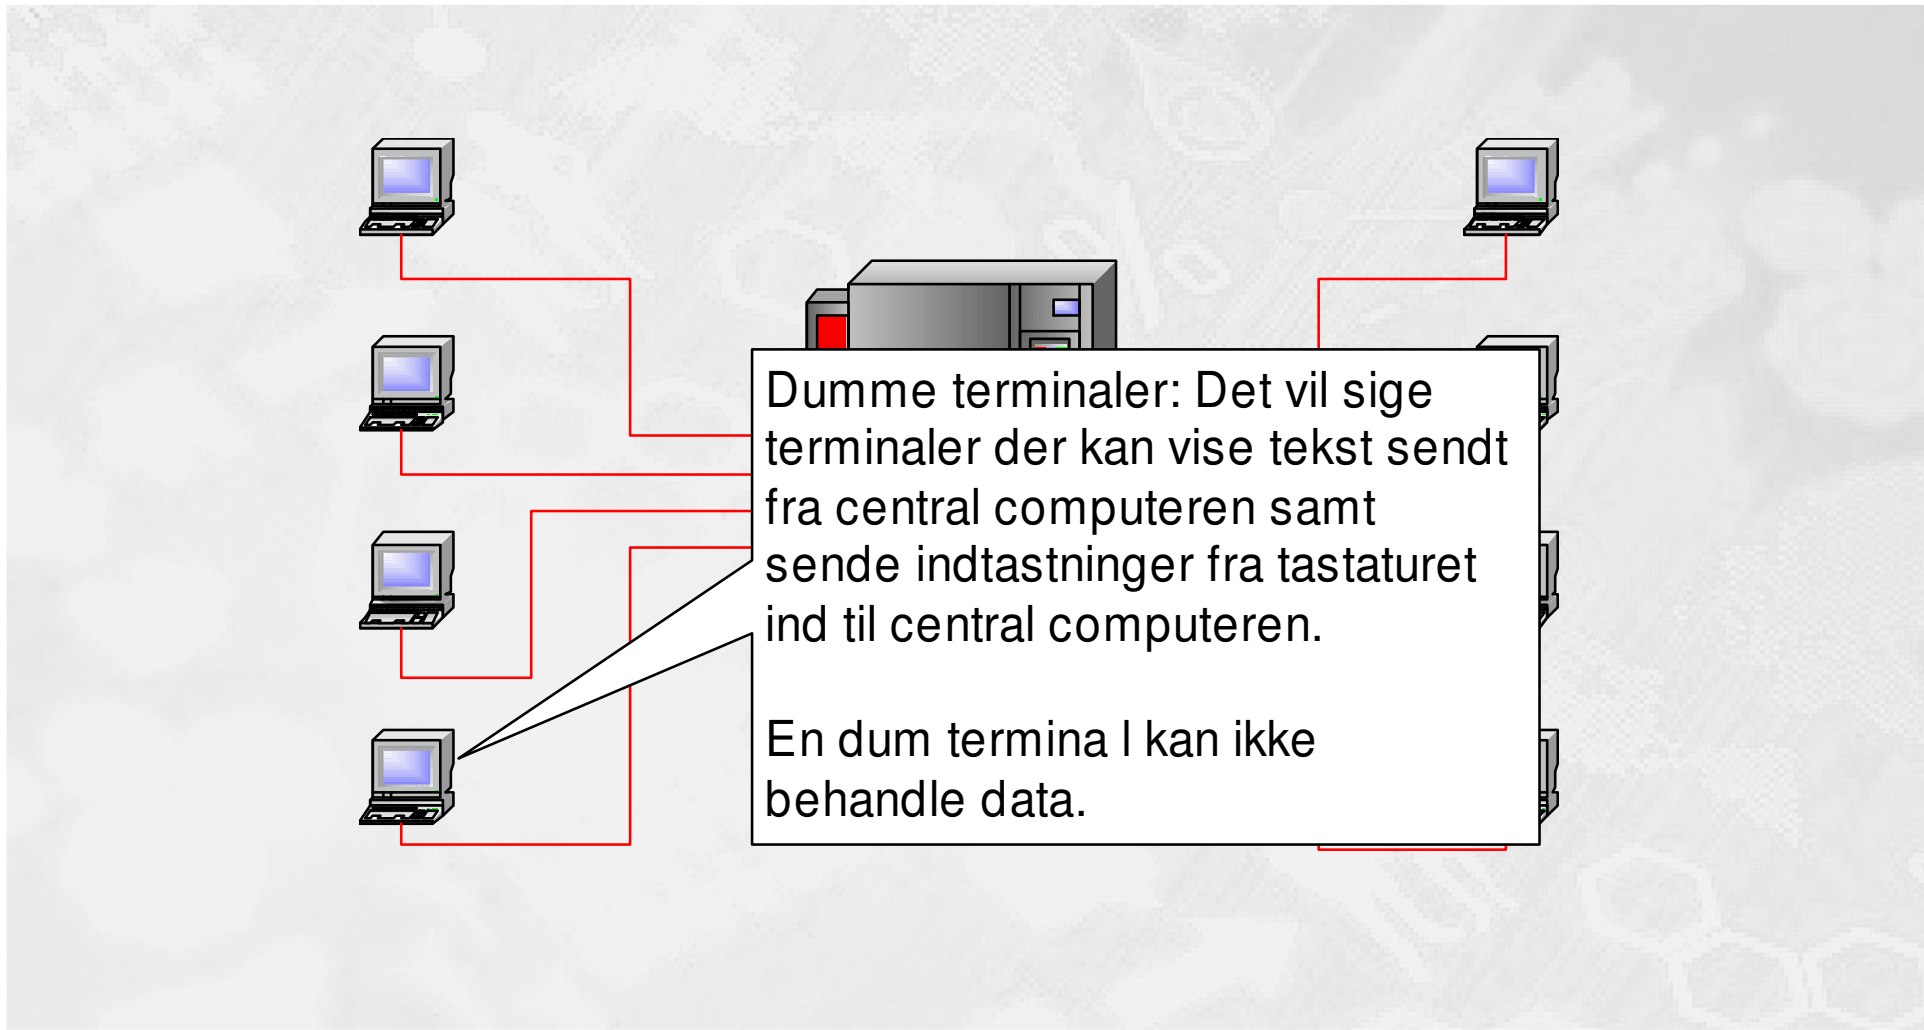 Dumme terminaler: Det vil sige
terminaler der kan vise tekst sendt
fra central computeren samt
sende indtastninger fra tastaturet
ind til central computeren.
En dum termina l kan ikke
behandle data.